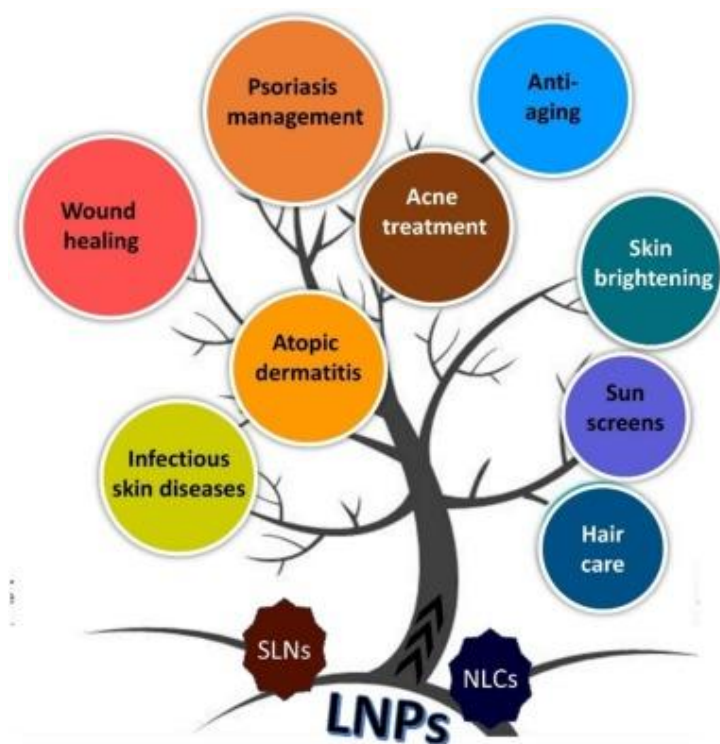 Psoriasis
management
Anti-
aging
Wound
healing
Acne
treatment
Skin
brightening
Atopic
dermatitis
Sun
screens
Infectious
skin diseases
Hair
care
SLNs
NLCs
LNPs